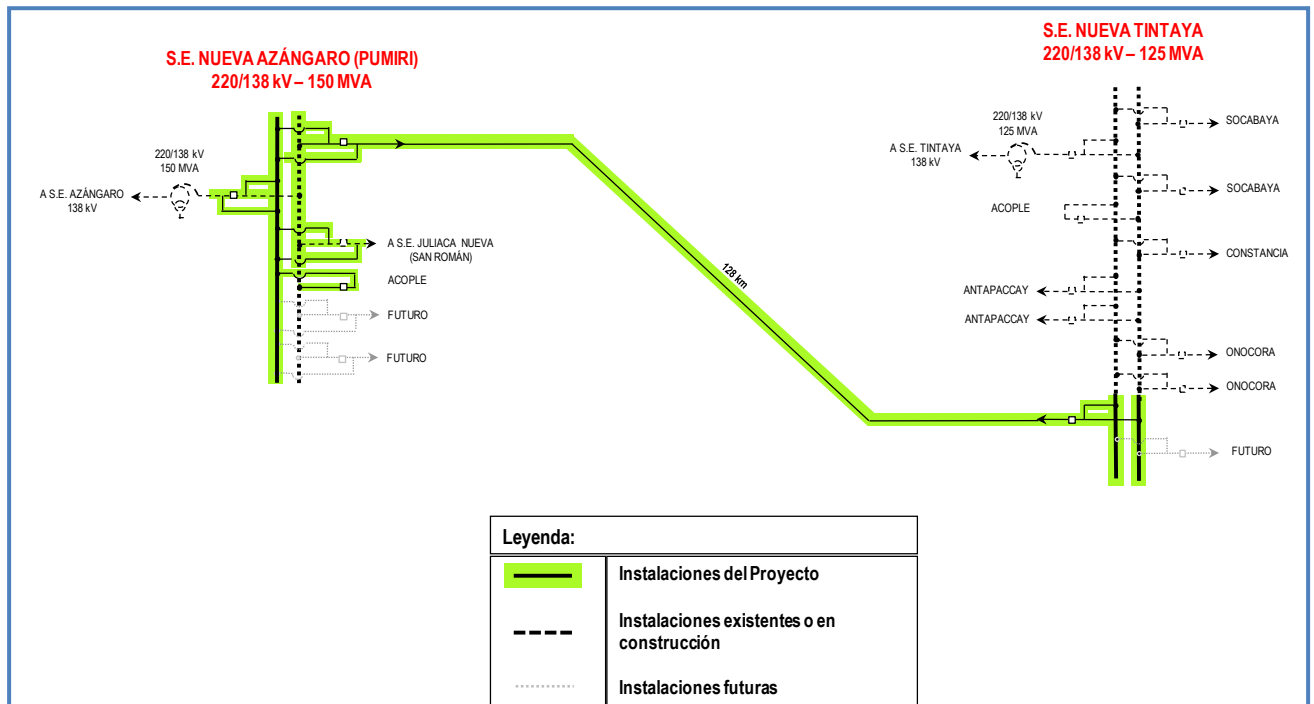 S.E. NUEVA AZÁNGARO (PUMIRI)
220/138 kV – 150 MVA
220/138 kV
150 MVA
A S.E. AZÁNGARO
138 kV
A S.E. JULIACA NUEVA
(SAN ROMÁN)
ACOPLE
FUTURO
FUTURO
128 km
S.E. NUEVA TINTAYA
220/138 kV – 125 MVA
220/138 kV
125 MVA
A S.E. TINTAYA
138 kV
SOCABAYA
SOCABAYA
ACOPLE
CONSTANCIA
ANTAPACCAY
ANTAPACCAY
ONOCORA
ONOCORA
FUTURO
Leyenda:
Instalaciones del Proyecto
Instalaciones existentes o en
construcción
Instalaciones futuras